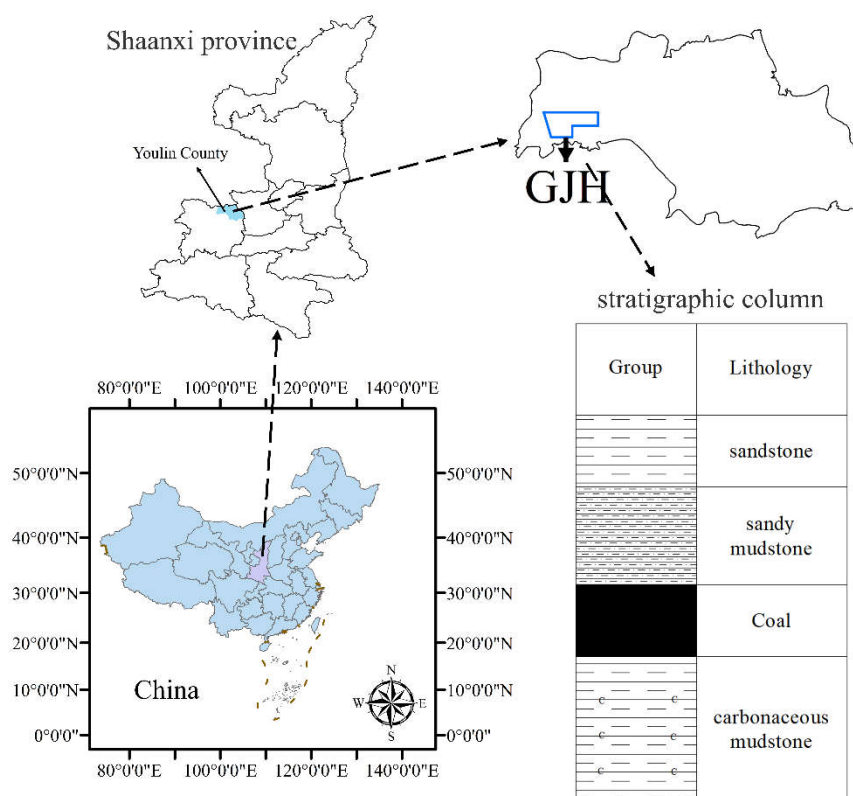 Shaanxi province
Youlin County
GJH
stratigraphic column
Group Lithology
sandstone
sandy
mudstone
Coal
carbonaceous
mudstone
c c
c c
c c
80°0'0"E 100°0'0"E 120°0'0"E 140°0'0"E
50°0'0"N 50°0'0"N
40°0'0"N 40°0'0"N
30°0'0"N 30°0'0"N
20°0'0"N 20°0'0"N
10°0'0"N 10°0'0"N
0°0'0" 0°0'0"
China
N
W E
S
80°0'0"E 100°0'0"E 120°0'0"E 140°0'0"E